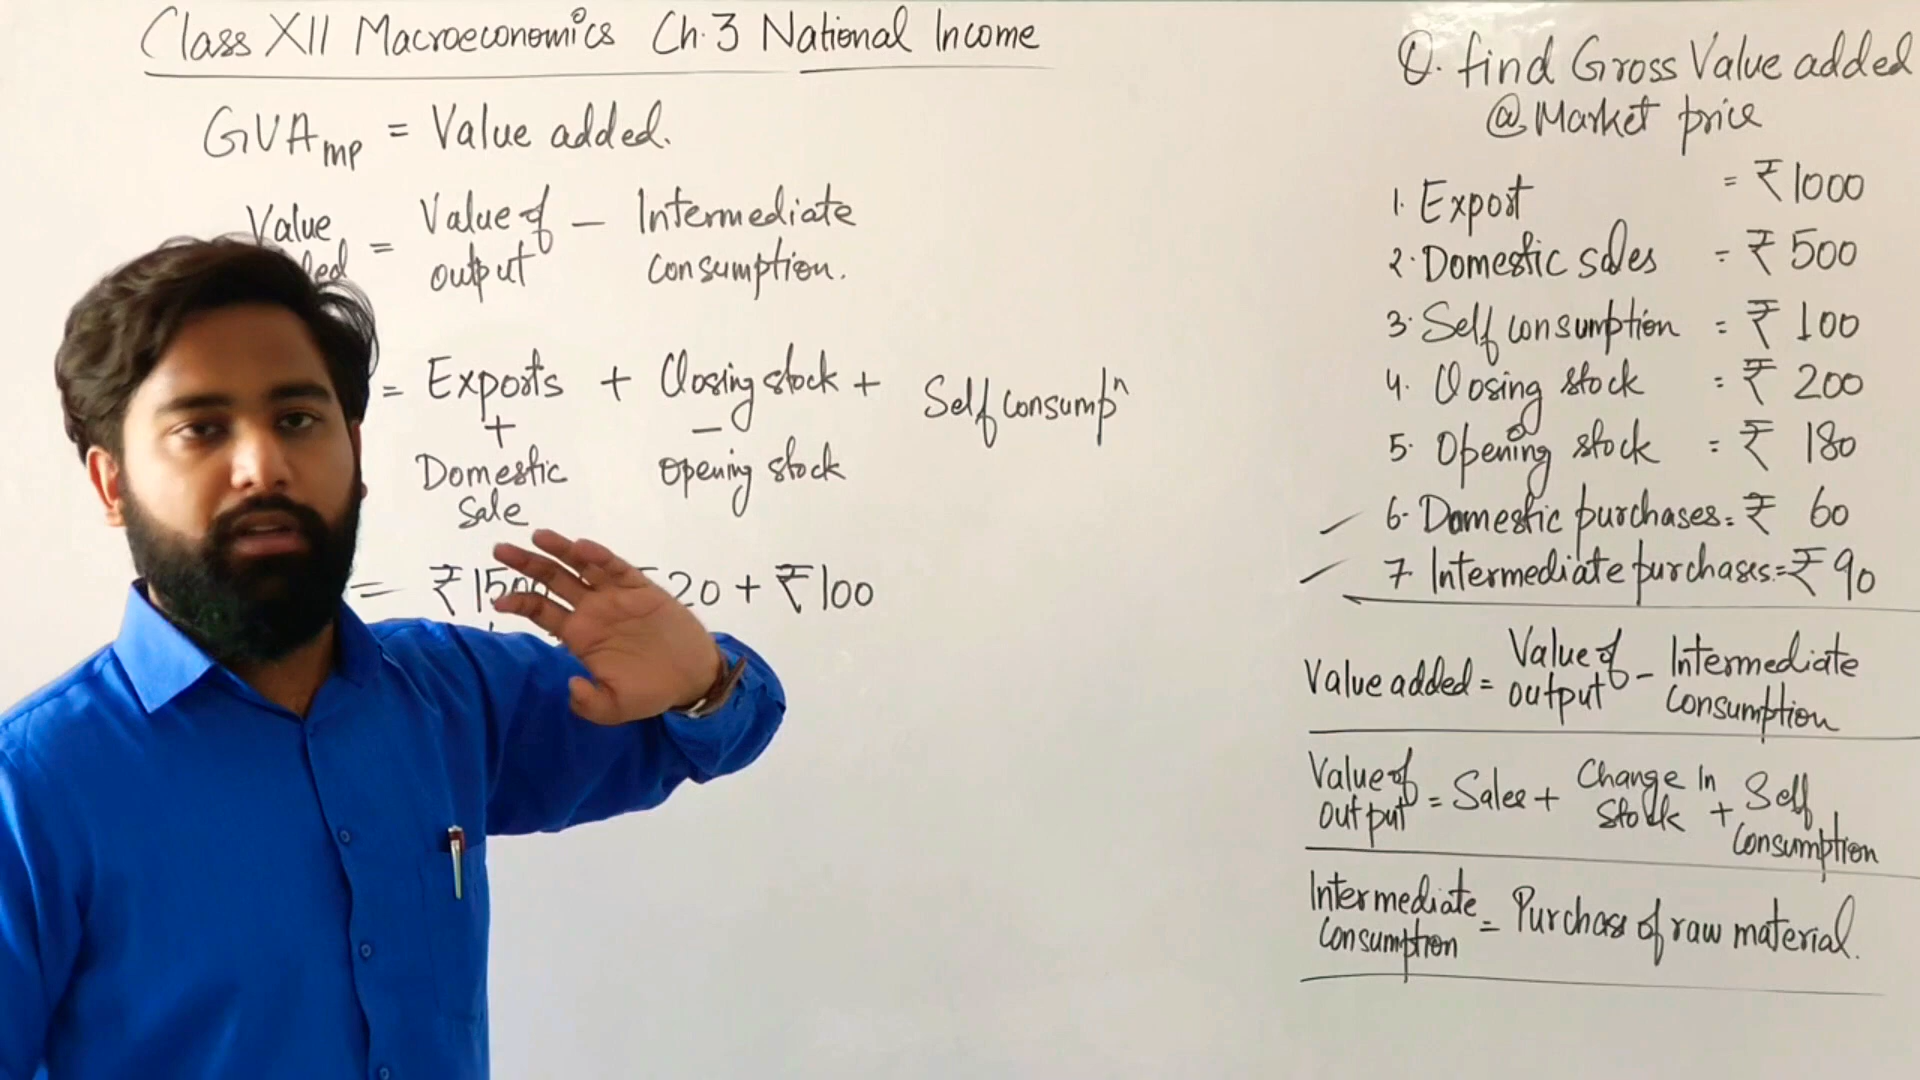 Class XII Macroeconomics Ch.3 National Income
GVAmp = Value added.
Value = Value of output − Intermediate consumption.
= Exports + Domestic Sale + Closing stock − opening stock + Self consumpⁿ
= ₹1500 20 + ₹100
Q. find Gross Value added
@ Market price
1. Export = ₹1000
2. Domestic sales = ₹500
3. Self consumption = ₹100
4. Closing stock = ₹200
5. Opening stock = ₹180
6. Domestic purchases = ₹60
7. Intermediate purchases = ₹90
Value added = Value of output − Intermediate consumption
Value of output = Sales + Change in stock + Self consumption
Intermediate consumption = Purchase of raw material.